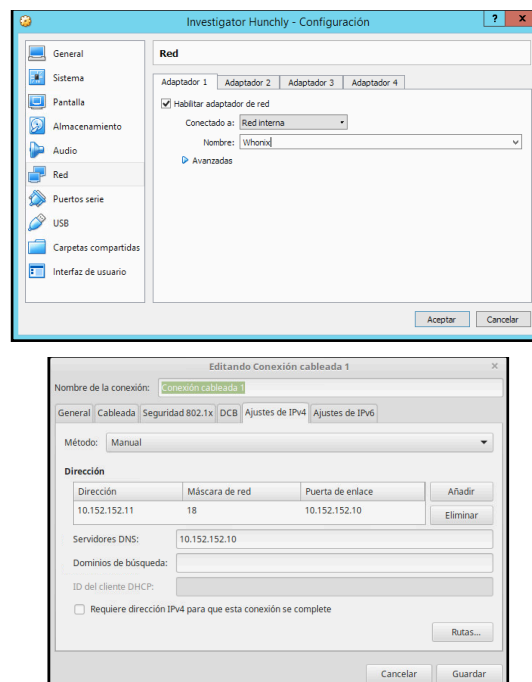 Investigator Hunchly - Configuración
? x
General
Sistema
Pantalla
Almacenamiento
Audio
Red
Puertos serie
USB
Carpetas compartidas
Interfaz de usuario
Red
Adaptador 1 Adaptador 2 Adaptador 3 Adaptador 4
Habilitar adaptador de red
Conectado a: Red interna
Nombre: Whonix
Avanzadas
Aceptar Cancelar
Editando Conexión cableada 1 ×
Nombre de la conexión: Conexión cableada 1
General Cableada Seguridad 802.1x DCB Ajustes de IPv4 Ajustes de IPv6
Método: Manual
Dirección
Dirección Máscara de red Puerta de enlace Añadir
10.152.152.11 18 10.152.152.10 Eliminar
Servidores DNS: 10.152.152.10
Dominios de búsqueda:
ID del cliente DHCP:
Requiere dirección IPv4 para que esta conexión se complete
Rutas...
Cancelar Guardar